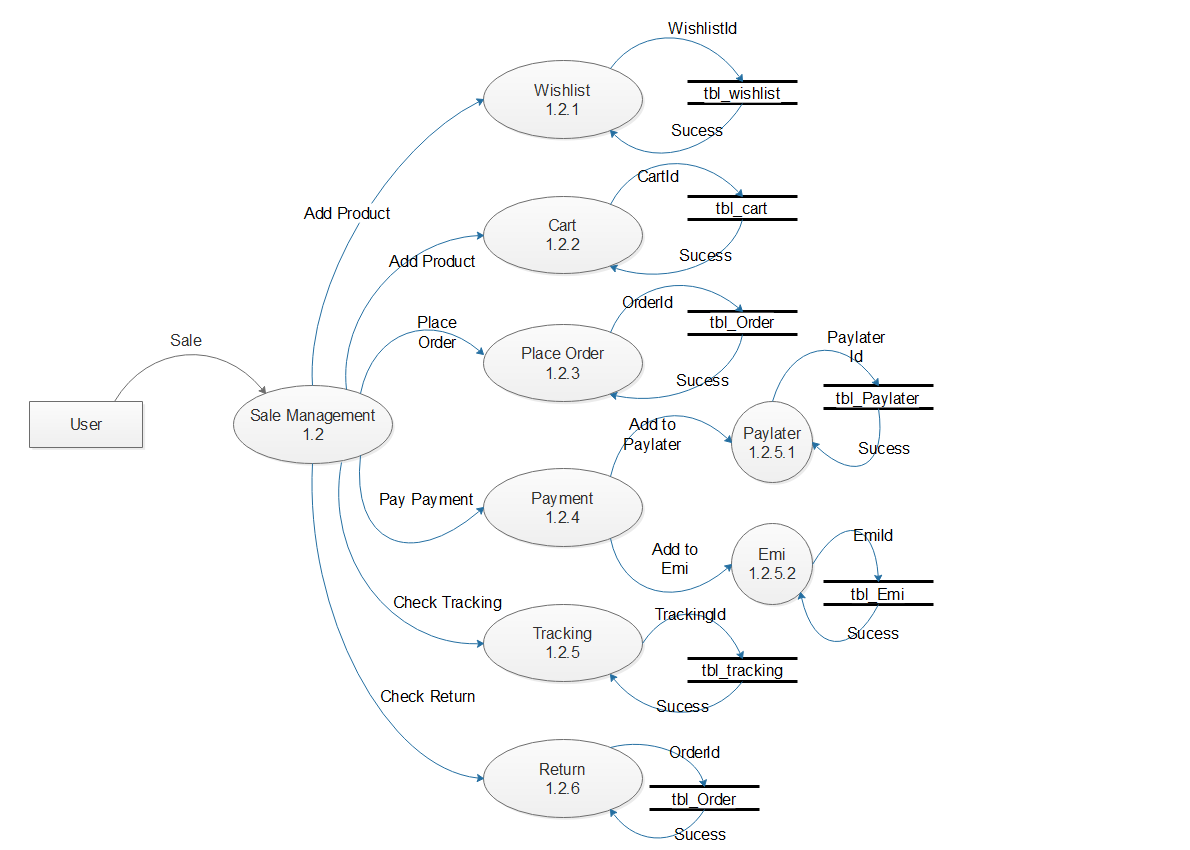 WishlistId
Wishlist
1.2.1
tbl_wishlist
Sucess
Add Product
CartId
Cart
1.2.2
tbl_cart
Sucess
Add Product
Place
Order
OrderId
Place Order
1.2.3
tbl_Order
Sucess
Sale
User
Sale Management
1.2
Paylater
Id
tbl_Paylater
Add to
Paylater
Paylater
1.2.5.1
Sucess
Pay Payment
Payment
1.2.4
Add to
Emi
Emi
1.2.5.2
EmiId
tbl_Emi
Sucess
Check Tracking
Tracking
1.2.5
TrackingId
tbl_tracking
Sucess
Check Return
Return
1.2.6
OrderId
tbl_Order
Sucess